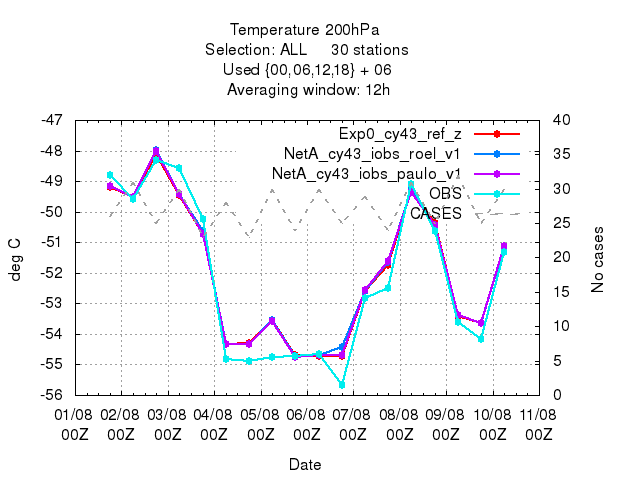 Temperature 200hPa
Selection: ALL 30 stations
Used {00,06,12,18} + 06
Averaging window: 12h
Exp0_cy43_ref_z
NetA_cy43_iobs_roel_v1
NetA_cy43_iobs_paulo_v1
OBS
CASES
-47
-48
-49
-50
-51
-52
-53
-54
-55
-56
deg C
40
35
30
25
20
15
10
5
0
No cases
01/08 02/08 03/08 04/08 05/08 06/08 07/08 08/08 09/08 10/08 11/08
00Z 00Z 00Z 00Z 00Z 00Z 00Z 00Z 00Z 00Z 00Z
Date